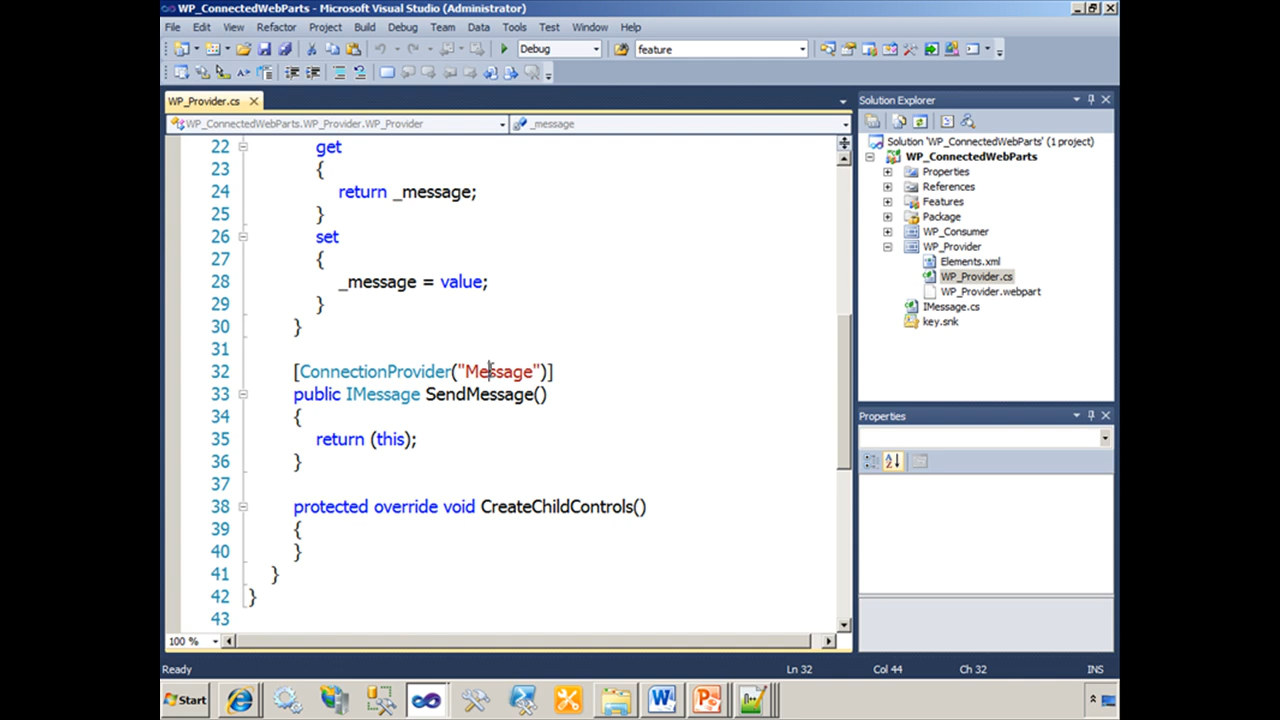 WP_ConnectedWebParts - Microsoft Visual Studio (Administrator)
File Edit View Refactor Project Build Debug Team Data Tools Test Window Help
Debug feature
WP_Provider.cs
WP_ConnectedWebParts.WP_Provider.WP_Provider _message
22 get
23 {
24 return _message;
25 }
26 set
27 {
28 _message = value;
29 }
30 }
31
32 [ConnectionProvider("Message")]
33 public IMessage SendMessage()
34 {
35 return (this);
36 }
37
38 protected override void CreateChildControls()
39 {
40 }
41 }
42 }
43
100 %
Solution Explorer
Solution 'WP_ConnectedWebParts' (1 project)
WP_ConnectedWebParts
Properties
References
Features
Package
WP_Consumer
WP_Provider
Elements.xml
WP_Provider.cs
WP_Provider.webpart
IMessage.cs
key.snk
Properties
Ready Ln 32 Col 44 Ch 32 INS
Start